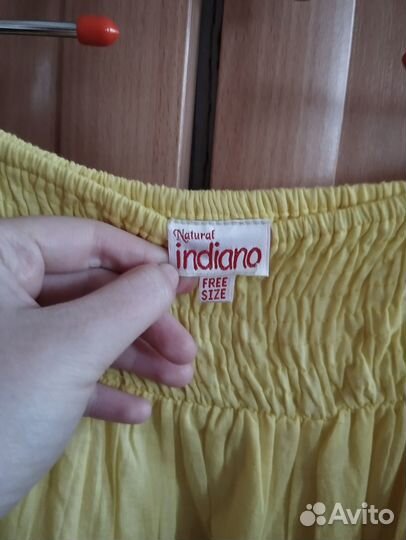 Natural
indiano
FREE
SIZE
Avito